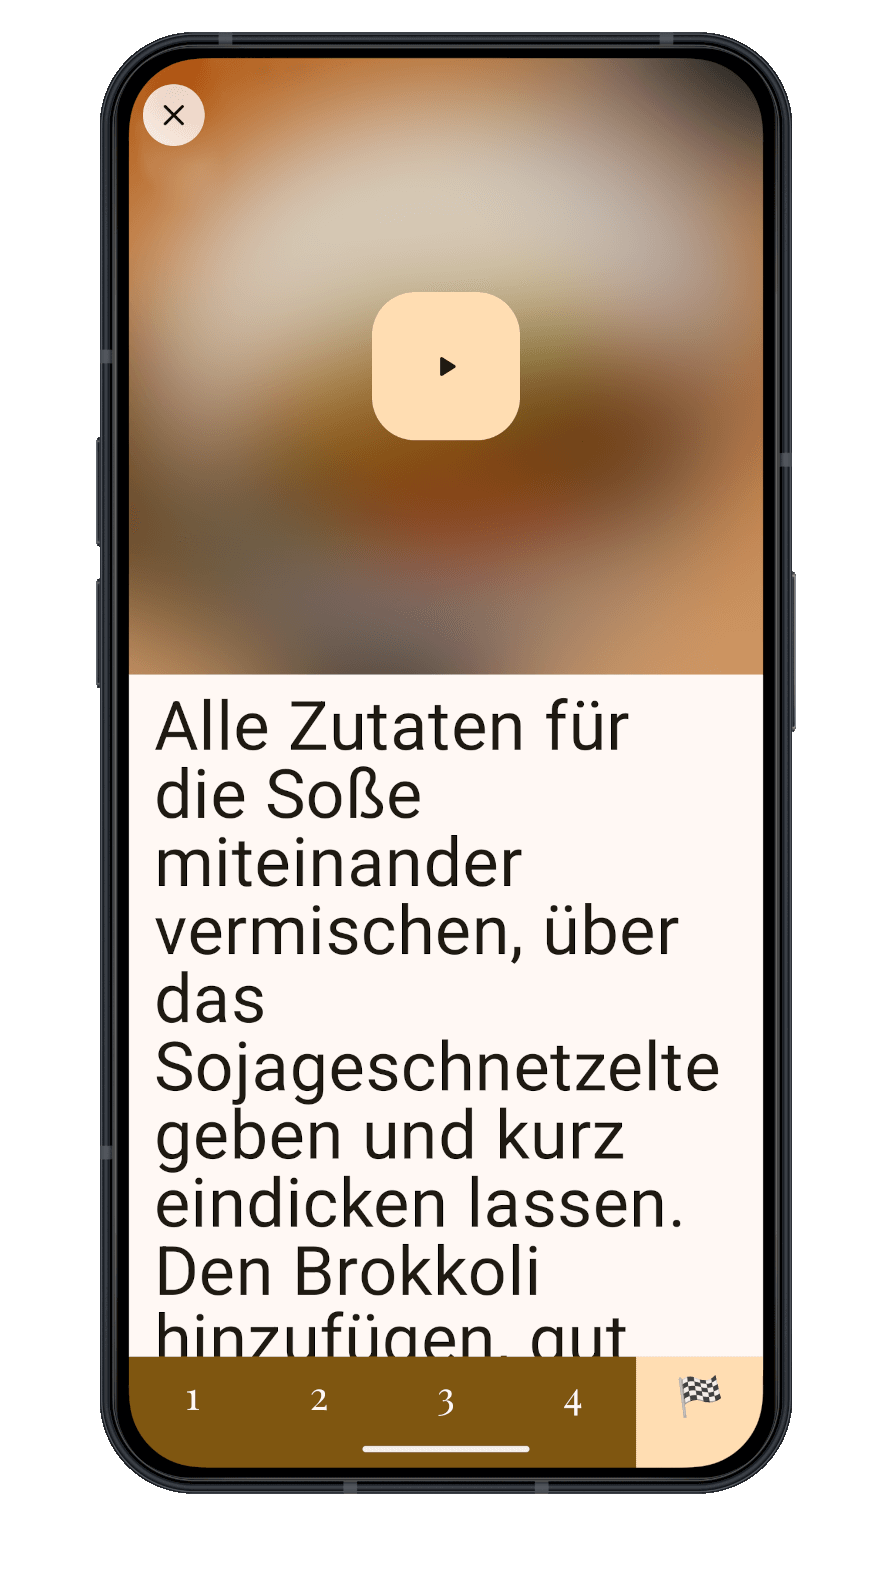 Alle Zutaten für
die Soße
miteinander
vermischen, über
das
Sojageschnetzelte
geben und kurz
eindicken lassen.
Den Brokkoli
hinzufügen, gut
1 2 3 4